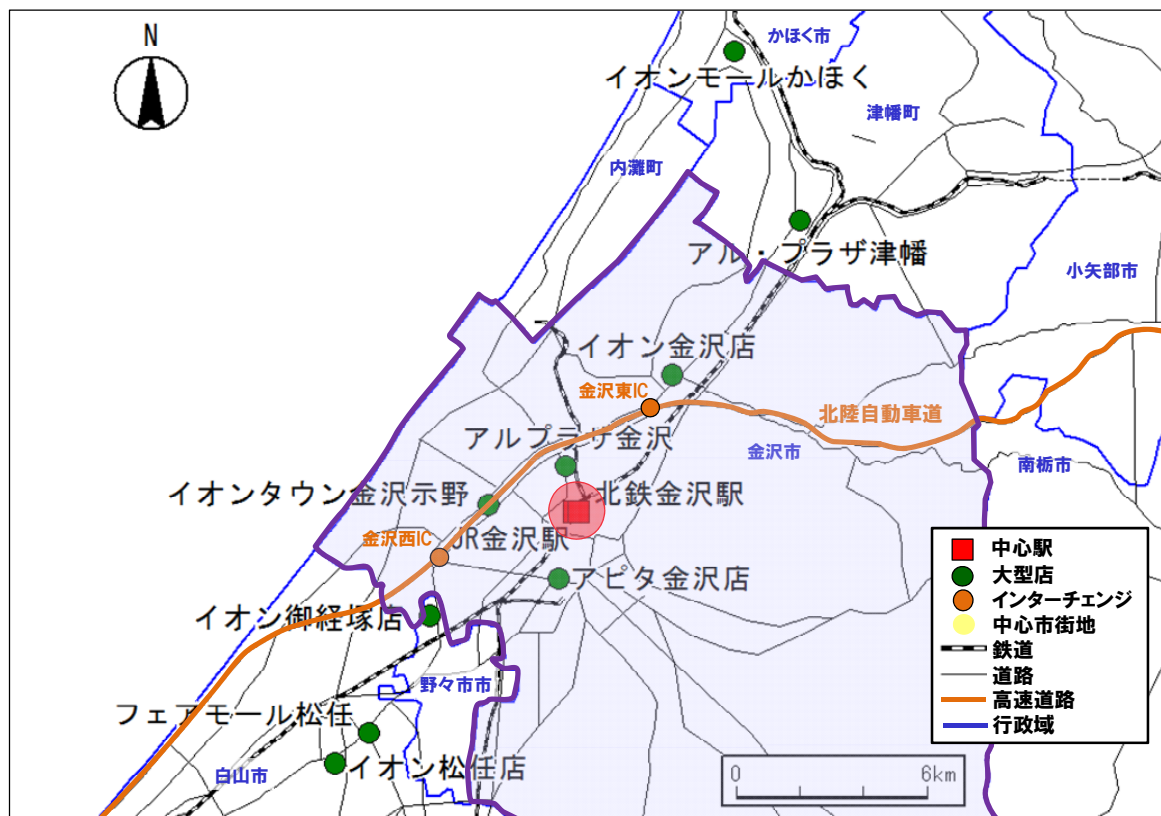 N
かほく市
イオンモールかほく
津幡町
内灘町
アル・プラザ津幡
小矢部市
イオン金沢店
金沢東IC
北陸自動車道
アルプラザ金沢
金沢市
南栃市
イオンタウン金沢示野
北鉄金沢駅
金沢西IC
JR金沢駅
アピタ金沢店
イオン御経塚店
野々市市
フェアモール松任
イオン松任店
白山市
中心駅
大型店
インターチェンジ
中心市街地
鉄道
道路
高速道路
行政域
0 6km